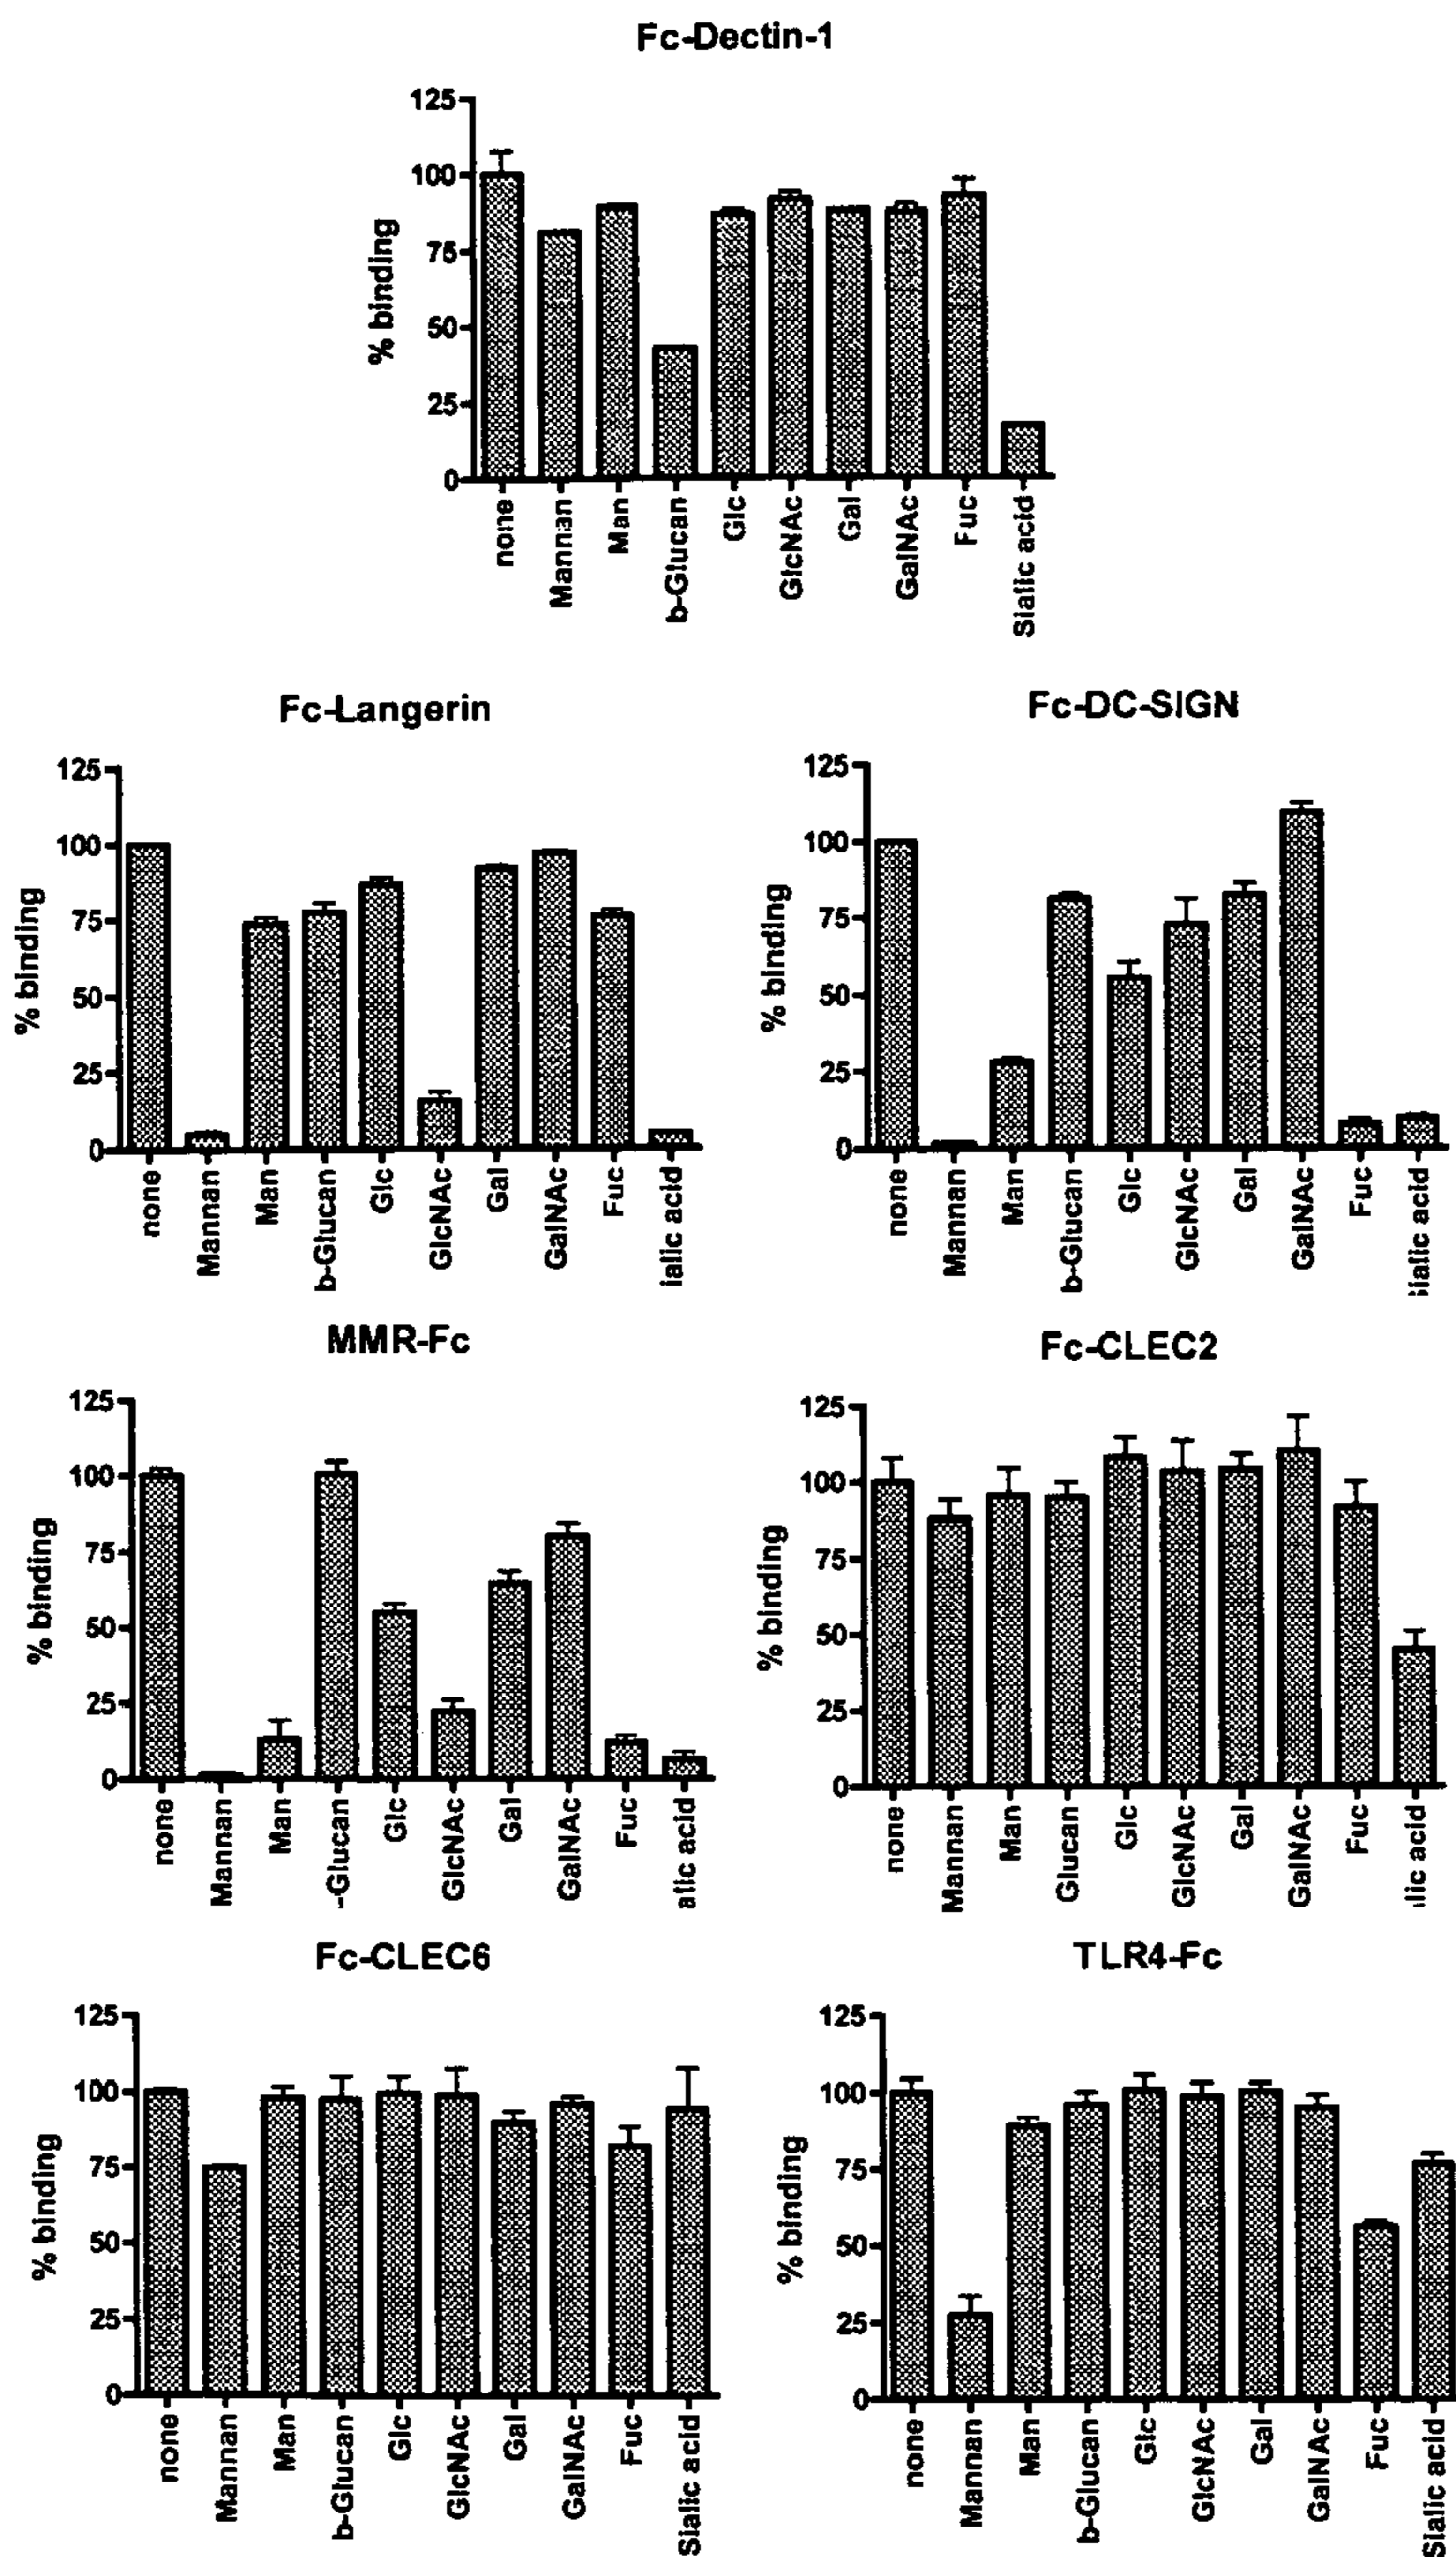 Fc-Dectin-1
125
100
75
50
25
0
% binding
none
Mannan
Man
b-Glucan
Glc
GlcNAc
Gal
GalNAc
Fuc
Sialic acid
Fc-Langerin
125
100
75
50
25
0
% binding
none
Mannan
Man
b-Glucan
Glc
GlcNAc
Gal
GalNAc
Fuc
ialic acid
Fc-DC-SIGN
125
100
75
50
25
0
% binding
none
Mannan
Man
b-Glucan
Glc
GlcNAc
Gal
GalNAc
Fuc
ialic acid
MMR-Fc
125
100
75
50
25
0
% binding
none
Mannan
Man
-Glucan
Glc
GlcNAc
Gal
GalNAc
Fuc
alic acid
Fc-CLEC2
125
100
75
50
25
0
% binding
none
Mannan
Man
Glucan
Glc
GlcNAc
Gal
GalNAc
Fuc
lic acid
Fc-CLEC6
125
100
75
50
25
0
% binding
none
Mannan
Man
b-Glucan
Glc
GlcNAc
Gal
GalNAc
Fuc
Sialic acid
TLR4-Fc
125
100
75
50
25
0
% binding
none
Mannan
Man
b-Glucan
Glc
GlcNAc
Gal
GalNAc
Fuc
Sialic acid